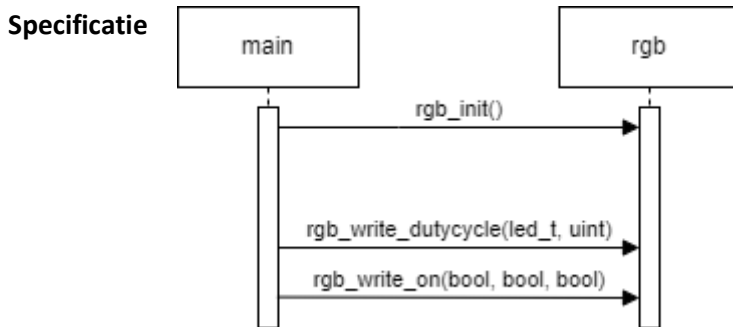 Specificatie
main
rgb
rgb_init()
rgb_write_dutycycle(led_t, uint)
rgb_write_on(bool, bool, bool)